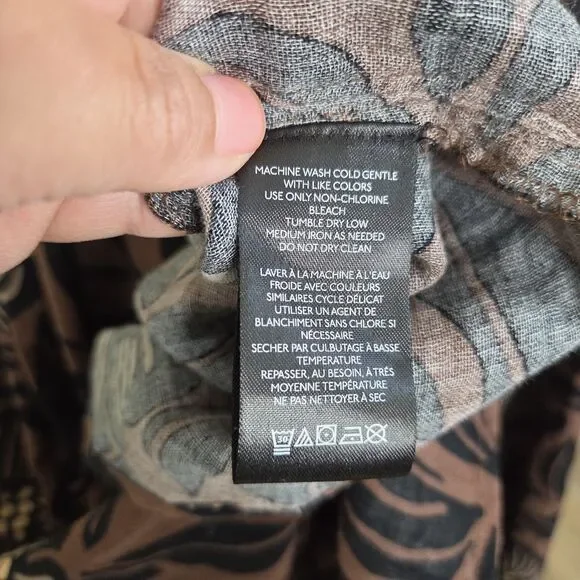 MACHINE WASH COLD GENTLE
WITH LIKE COLORS
USE ONLY NON-CHLORINE
BLEACH
TUMBLE DRY LOW
MEDIUM IRON AS NEEDED
DO NOT DRY CLEAN
LAVER À LA MACHINE À L'EAU
FROIDE AVEC COULEURS
SIMILAIRES CYCLE DÉLICAT
UTILISER UN AGENT DE
BLANCHIMENT SANS CHLORE SI
NÉCESSAIRE
SECHER PAR CULBUTAGE À BASSE
TEMPERATURE
REPASSER, AU BESOIN, À TRÉS
MOYENNE TEMPÉRATURE
NE PAS NETTOYER À SEC
30